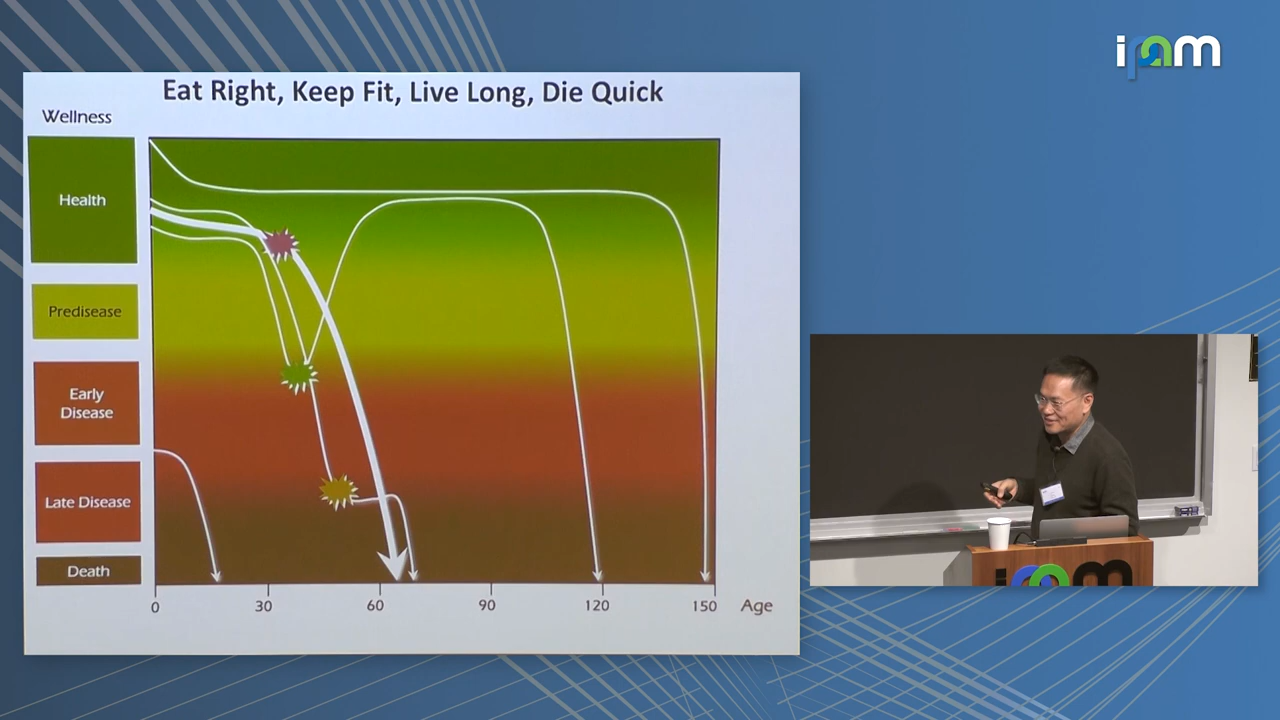 ipam
Eat Right, Keep Fit, Live Long, Die Quick
Wellness
Health
Predisease
Early
Disease
Late Disease
Death
0
30
60
90
120
150
Age
ipam